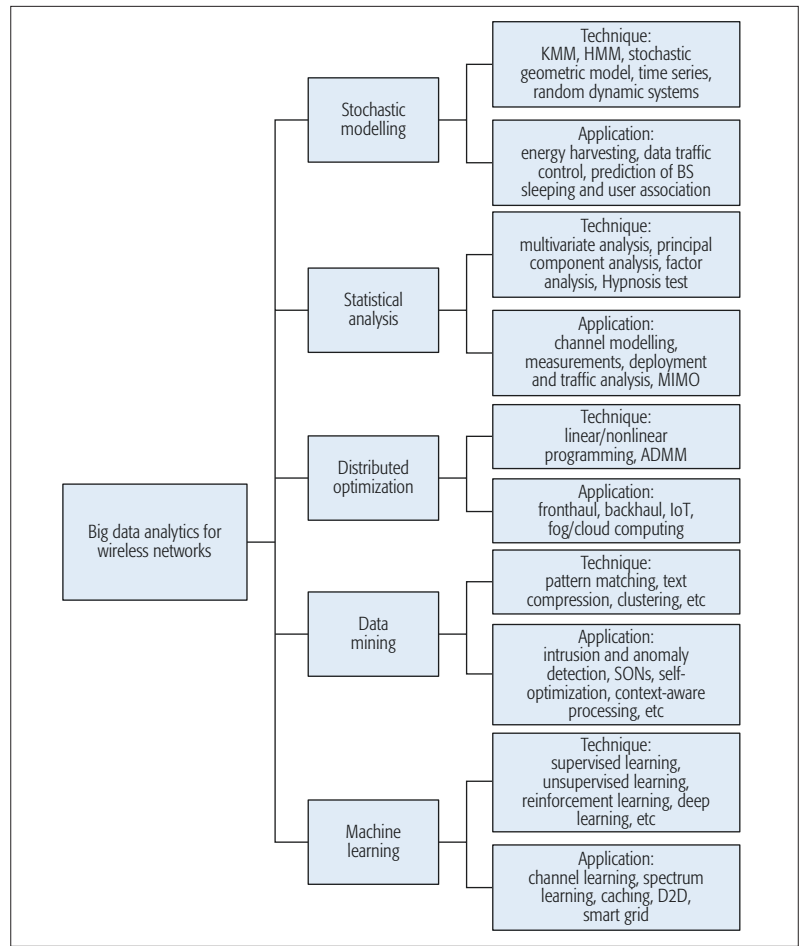 Big data analytics for
wireless networks
Stochastic
modelling
Technique:
KMM, HMM, stochastic
geometric model, time series,
random dynamic systems
Application:
energy harvesting, data traffic
control, prediction of BS
sleeping and user association
Statistical
analysis
Technique:
multivariate analysis, principal
component analysis, factor
analysis, Hypnosis test
Application:
channel modelling,
measurements, deployment
and traffic analysis, MIMO
Distributed
optimization
Technique:
linear/nonlinear
programming, ADMM
Application:
fronthaul, backhaul, IoT,
fog/cloud computing
Data
mining
Technique:
pattern matching, text
compression, clustering, etc
Application:
intrusion and anomaly
detection, SONs, self-
optimization, context-aware
processing, etc
Machine
learning
Technique:
supervised learning,
unsupervised learning,
reinforcement learning, deep
learning, etc
Application:
channel learning, spectrum
learning, caching, D2D,
smart grid